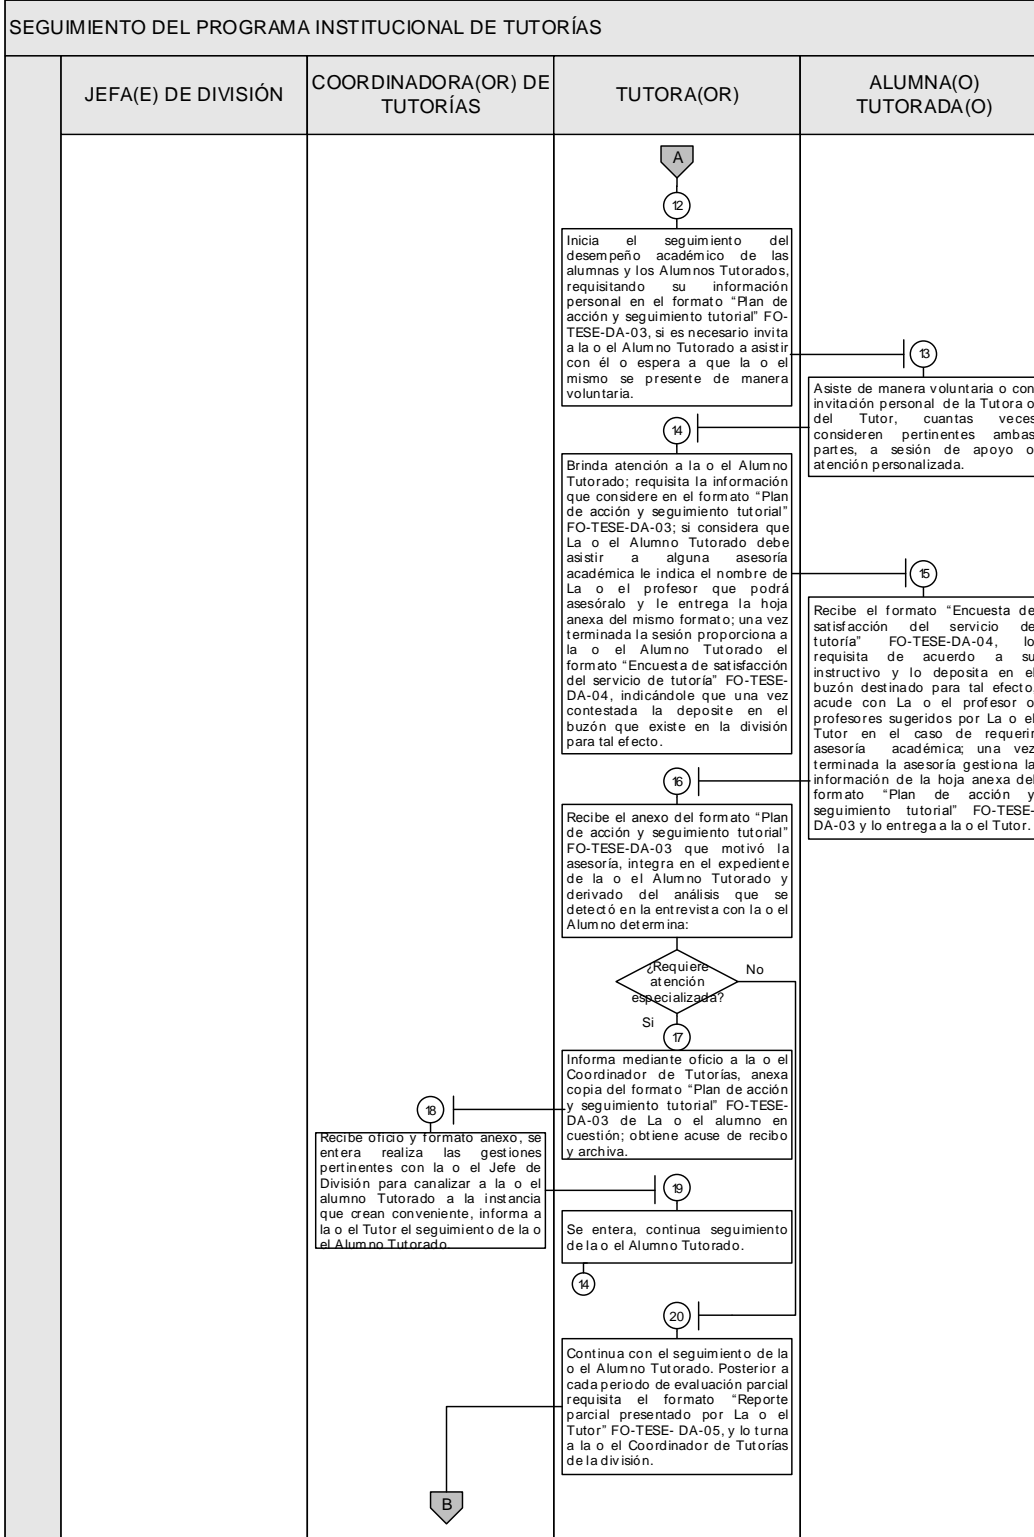 SEGUIMIENTO DEL PROGRAMA INSTITUCIONAL DE TUTORÍAS
JEFA(E) DE DIVISIÓN
COORDINADORA(OR) DE
TUTORÍAS
TUTORA(OR)
ALUMNA(O)
TUTORADA(O)
A
12
Inicia el seguimiento del
desempeño académico de las
alumnas y los Alumnos Tutorados,
requisitando su información
personal en el formato “Plan de
acción y seguimiento tutorial” FO-
TESE-DA-03, si es necesario invita
a la o el Alumno Tutorado a asistir
con él o espera a que la o el
mismo se presente de manera
voluntaria.
13
Asiste de manera voluntaria o con
invitación personal de la Tutora o
del Tutor, cuantas veces
consideren pertinentes ambas
partes, a sesión de apoyo o
atención personalizada.
14
Brinda atención a la o el Alumno
Tutorado; requisita la información
que considere en el formato “Plan
de acción y seguimiento tutorial”
FO-TESE-DA-03; si considera que
La o el Alumno Tutorado debe
asistir a alguna asesoría
académica le indica el nombre de
La o el profesor que podrá
asesóralo y le entrega la hoja
anexa del mismo formato; una vez
terminada la sesión proporciona a
la o el Alumno Tutorado el
formato “Encuesta de satisfacción
del servicio de tutoría” FO-TESE-
DA-04, indicándole que una vez
contestada la deposite en el
buzón que existe en la división
para tal efecto.
15
Recibe el formato “Encuesta de
satisfacción del servicio de
tutoría” FO-TESE-DA-04, lo
requisita de acuerdo a su
instructivo y lo deposita en el
buzón destinado para tal efecto,
acude con La o el profesor o
profesores sugeridos por La o el
Tutor en el caso de requerir
asesoría académica; una vez
terminada la asesoría gestiona la
información de la hoja anexa del
formato “Plan de acción y
seguimiento tutorial” FO-TESE-
DA-03 y lo entrega a la o el Tutor.
16
Recibe el anexo del formato “Plan
de acción y seguimiento tutorial”
FO-TESE-DA-03 que motivó la
asesoría, integra en el expediente
de la o el Alumno Tutorado y
derivado del análisis que se
detectó en la entrevista con la o el
Alumno determina:
¿Requiere
atención
especializada?
No
Si
17
Informa mediante oficio a la o el
Coordinador de Tutorías, anexa
copia del formato “Plan de acción
y seguimiento tutorial” FO-TESE-
DA-03 de La o el alumno en
cuestión; obtiene acuse de recibo
y archiva.
18
Recibe oficio y formato anexo, se
entera realiza las gestiones
pertinentes con la o el Jefe de
División para canalizar a la o el
alumno Tutorado a la instancia
que crean conveniente, informa a
la o el Tutor el seguimiento de la o
el Alumno Tutorado.
19
Se entera, continua seguimiento
de la o el Alumno Tutorado.
14
20
Continua con el seguimiento de la
o el Alumno Tutorado. Posterior a
cada periodo de evaluación parcial
requisita el formato “Reporte
parcial presentado por La o el
Tutor” FO-TESE- DA-05, y lo turna
a la o el Coordinador de Tutorías
de la división.
B